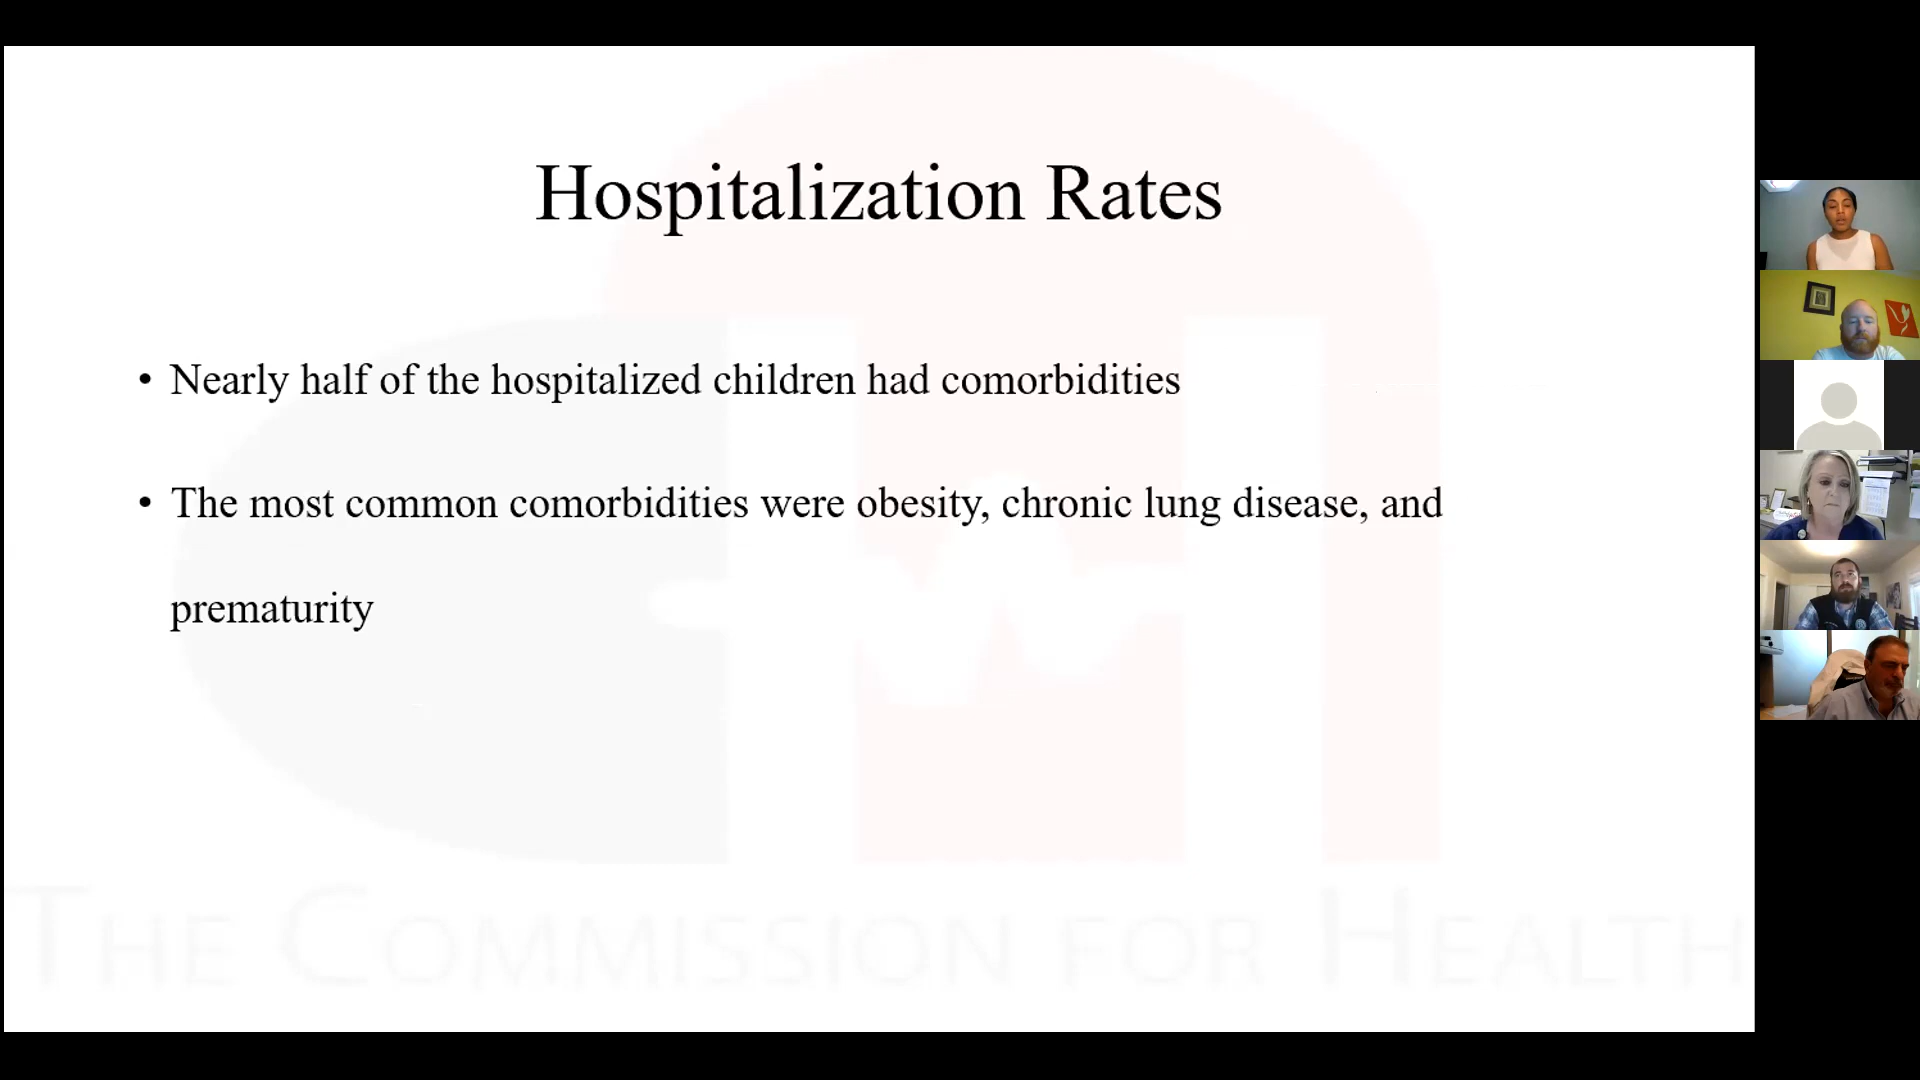 Hospitalization Rates
• Nearly half of the hospitalized children had comorbidities
• The most common comorbidities were obesity, chronic lung disease, and
prematurity
THE COMMISSION FOR HEALTH